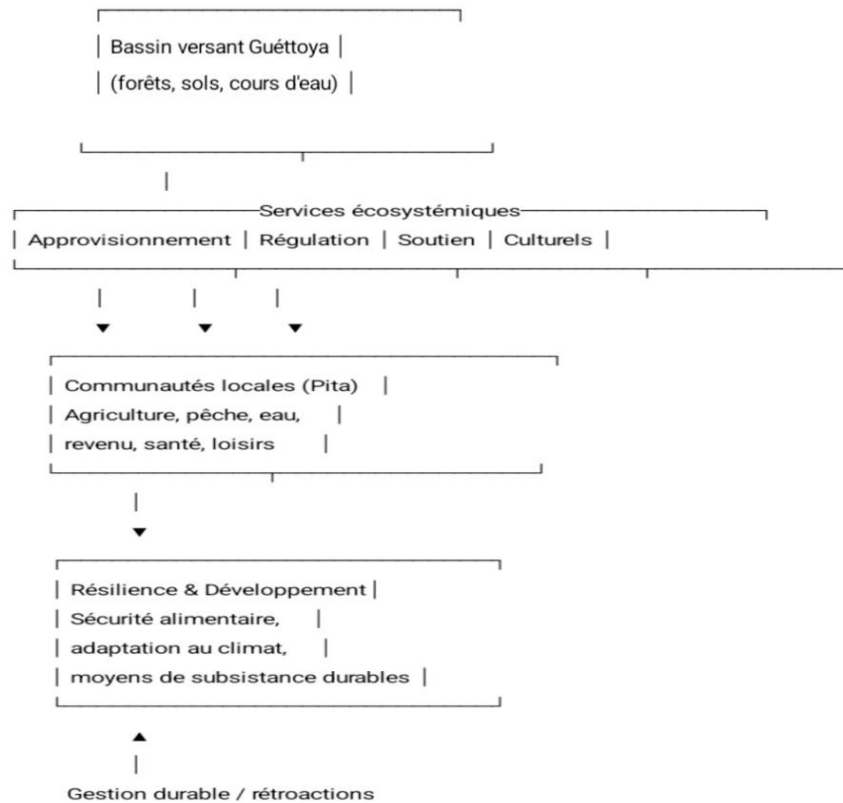 Bassin versant Guéttoya
(forêts, sols, cours d'eau)
Services écosystémiques
| Approvisionnement | Régulation | Soutien | Culturels |
Communautés locales (Pita)
Agriculture, pêche, eau,
revenu, santé, loisirs
Résilience & Développement
Sécurité alimentaire,
adaptation au climat,
moyens de subsistance durables
Gestion durable / rétroactions